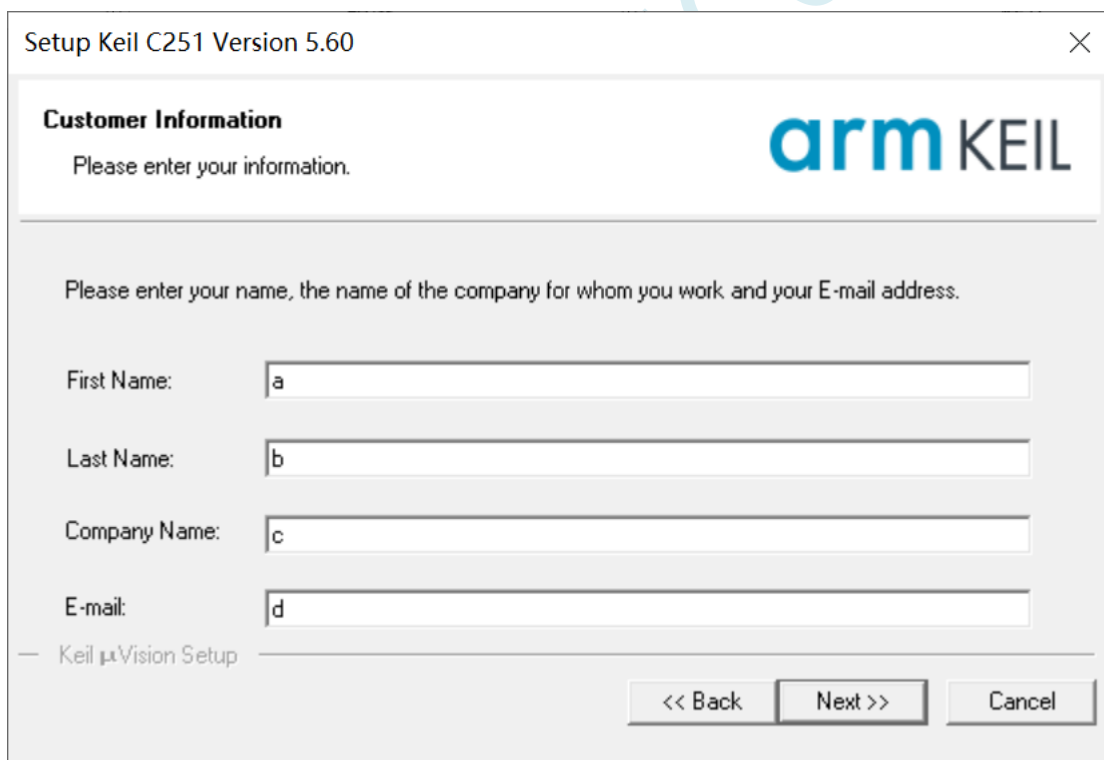 Setup Keil C251 Version 5.60
Customer Information
Please enter your information.
arm KEIL
Please enter your name, the name of the company for whom you work and your E-mail address.
First Name: a
Last Name: b
Company Name: c
E-mail: d
Keil µVision Setup
<< Back Next >> Cancel